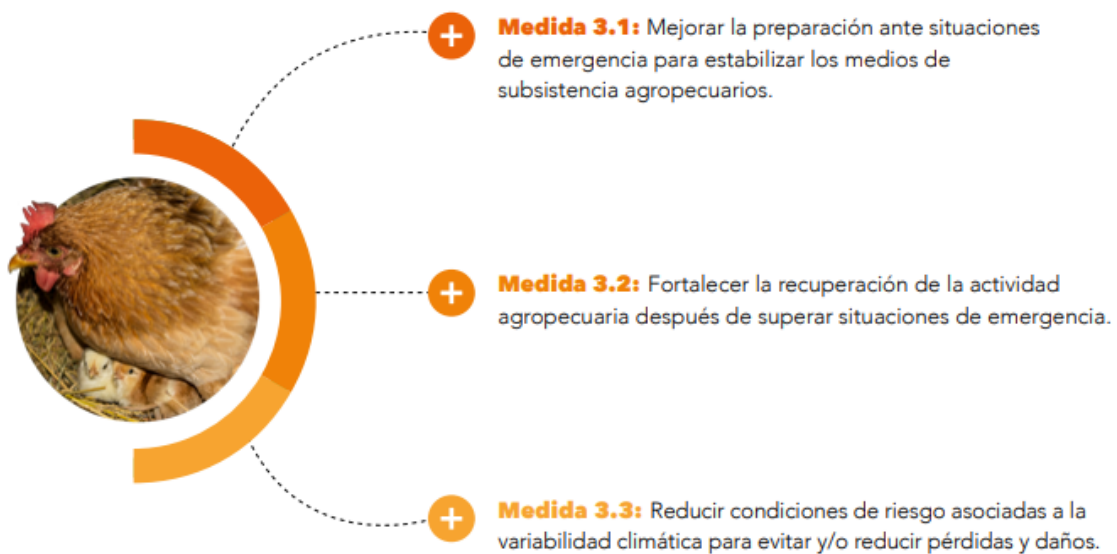 Medida 3.1: Mejorar la preparación ante situaciones
de emergencia para estabilizar los medios de
subsistencia agropecuarios.
Medida 3.2: Fortalecer la recuperación de la actividad
agropecuaria después de superar situaciones de emergencia.
Medida 3.3: Reducir condiciones de riesgo asociadas a la
variabilidad climática para evitar y/o reducir pérdidas y daños.